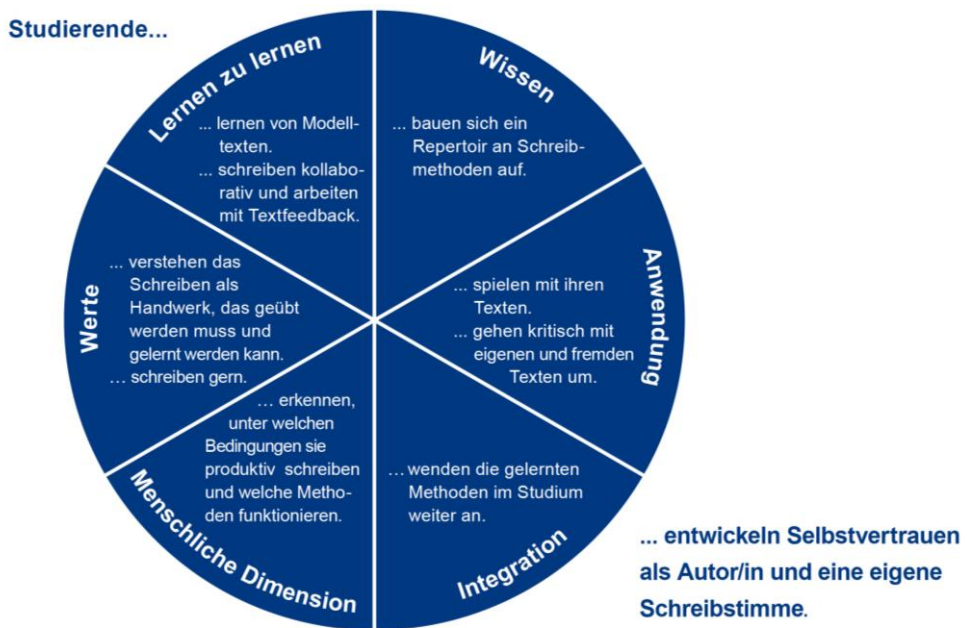 Studierende...
Lernen zu lernen
... lernen von Modell-
texten.
... schreiben kollabo-
rativ und arbeiten
mit Textfeedback.
Wissen
... bauen sich ein
Repertoir an Schreib-
methoden auf.
Anwendung
... spielen mit ihren
Texten.
... gehen kritisch mit
eigenen und fremden
Texten um.
Integration
... wenden die gelernten
Methoden im Studium
weiter an.
Menschliche Dimension
... erkennen,
unter welchen
Bedingungen sie
produktiv schreiben
und welche Metho-
den funktionieren.
Werte
... verstehen das
Schreiben als
Handwerk, das geübt
werden muss und
gelernt werden kann.
... schreiben gern.
... entwickeln Selbstvertrauen
als Autor/in und eine eigene
Schreibstimme.